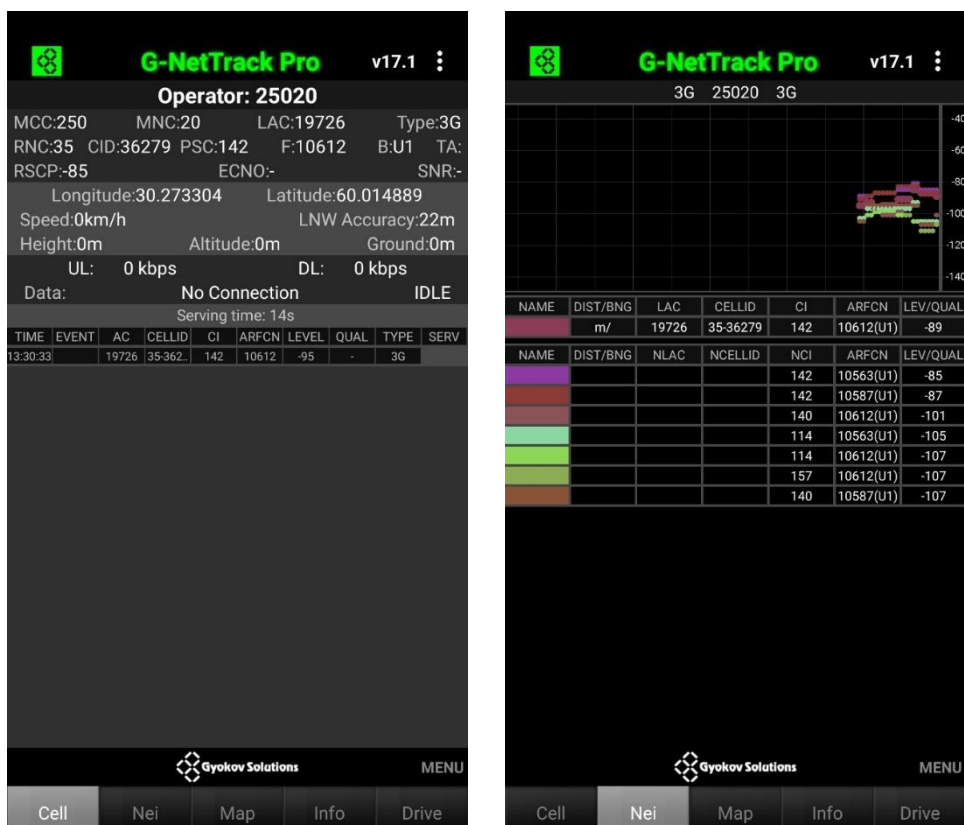 G-NetTrack Pro v17.1
Operator: 25020
MCC:250 MNC:20 LAC:19726 Type:3G
RNC:35 CID:36279 PSC:142 F:10612 B:U1 TA:
RSCP:-85 ECNO:- SNR:-
Longitude:30.273304 Latitude:60.014889
Speed:0km/h LNW Accuracy:22m
Height:0m Altitude:0m Ground:0m
UL: 0 kbps DL: 0 kbps
Data: No Connection IDLE
Serving time: 14s
TIME EVENT AC CELLID CI ARFCN LEVEL QUAL TYPE SERV
13:30:33 19726 35-362.. 142 10612 -95 - 3G
Gyokov Solutions MENU
Cell Nei Map Info Drive
G-NetTrack Pro v17.1
3G 25020 3G
-40
-60
-80
-100
-120
-140
NAME DIST/BNG LAC CELLID CI ARFCN LEV/QUAL
m/ 19726 35-36279 142 10612(U1) -89
NAME DIST/BNG NLAC NCELLID NCI ARFCN LEV/QUAL
142 10563(U1) -85
142 10587(U1) -87
140 10612(U1) -101
114 10563(U1) -105
114 10612(U1) -107
157 10612(U1) -107
140 10587(U1) -107
Gyokov Solutions MENU
Cell Nei Map Info Drive